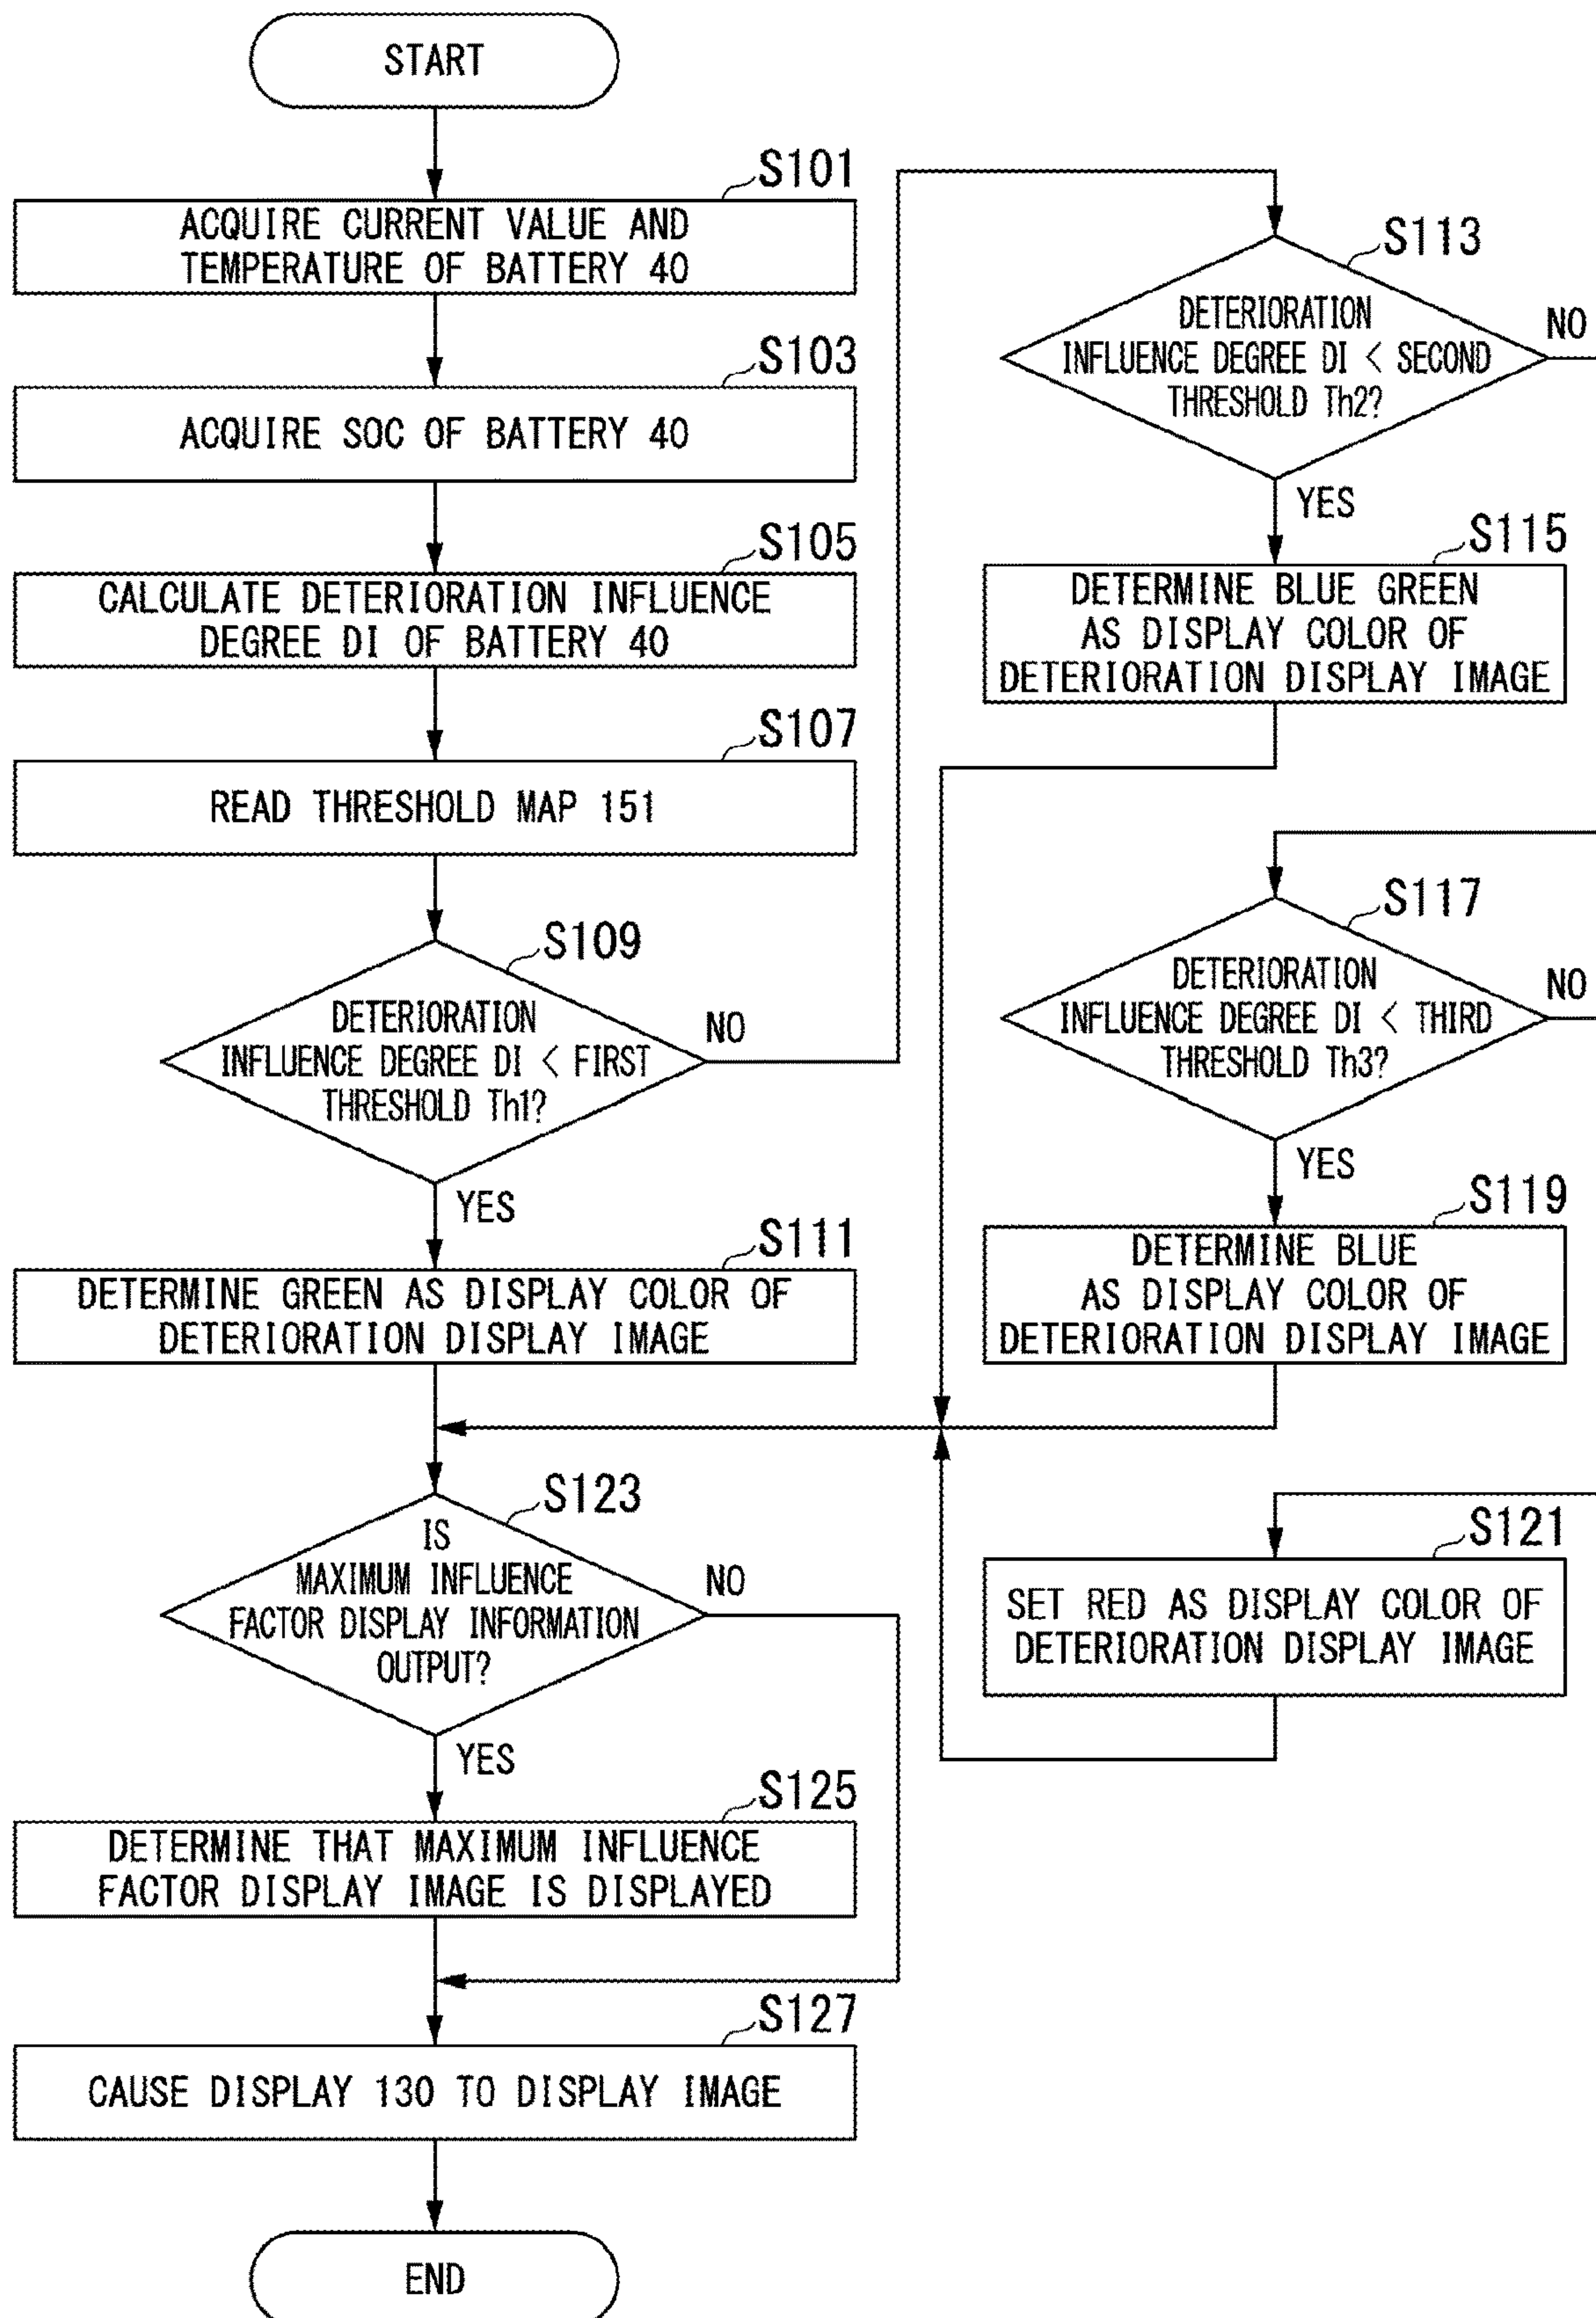 START
S101
ACQUIRE CURRENT VALUE AND
TEMPERATURE OF BATTERY 40
S103
ACQUIRE SOC OF BATTERY 40
S105
CALCULATE DETERIORATION INFLUENCE
DEGREE DI OF BATTERY 40
S107
READ THRESHOLD MAP 151
S109
DETERIORATION
INFLUENCE DEGREE DI < FIRST
THRESHOLD Th1?
NO
YES
S111
DETERMINE GREEN AS DISPLAY COLOR OF
DETERIORATION DISPLAY IMAGE
S113
DETERIORATION
INFLUENCE DEGREE DI < SECOND
THRESHOLD Th2?
NO
YES
S115
DETERMINE BLUE GREEN
AS DISPLAY COLOR OF
DETERIORATION DISPLAY IMAGE
S117
DETERIORATION
INFLUENCE DEGREE DI < THIRD
THRESHOLD Th3?
NO
YES
S119
DETERMINE BLUE
AS DISPLAY COLOR OF
DETERIORATION DISPLAY IMAGE
S121
SET RED AS DISPLAY COLOR OF
DETERIORATION DISPLAY IMAGE
S123
IS
MAXIMUM INFLUENCE
FACTOR DISPLAY INFORMATION
OUTPUT?
NO
YES
S125
DETERMINE THAT MAXIMUM INFLUENCE
FACTOR DISPLAY IMAGE IS DISPLAYED
S127
CAUSE DISPLAY 130 TO DISPLAY IMAGE
END